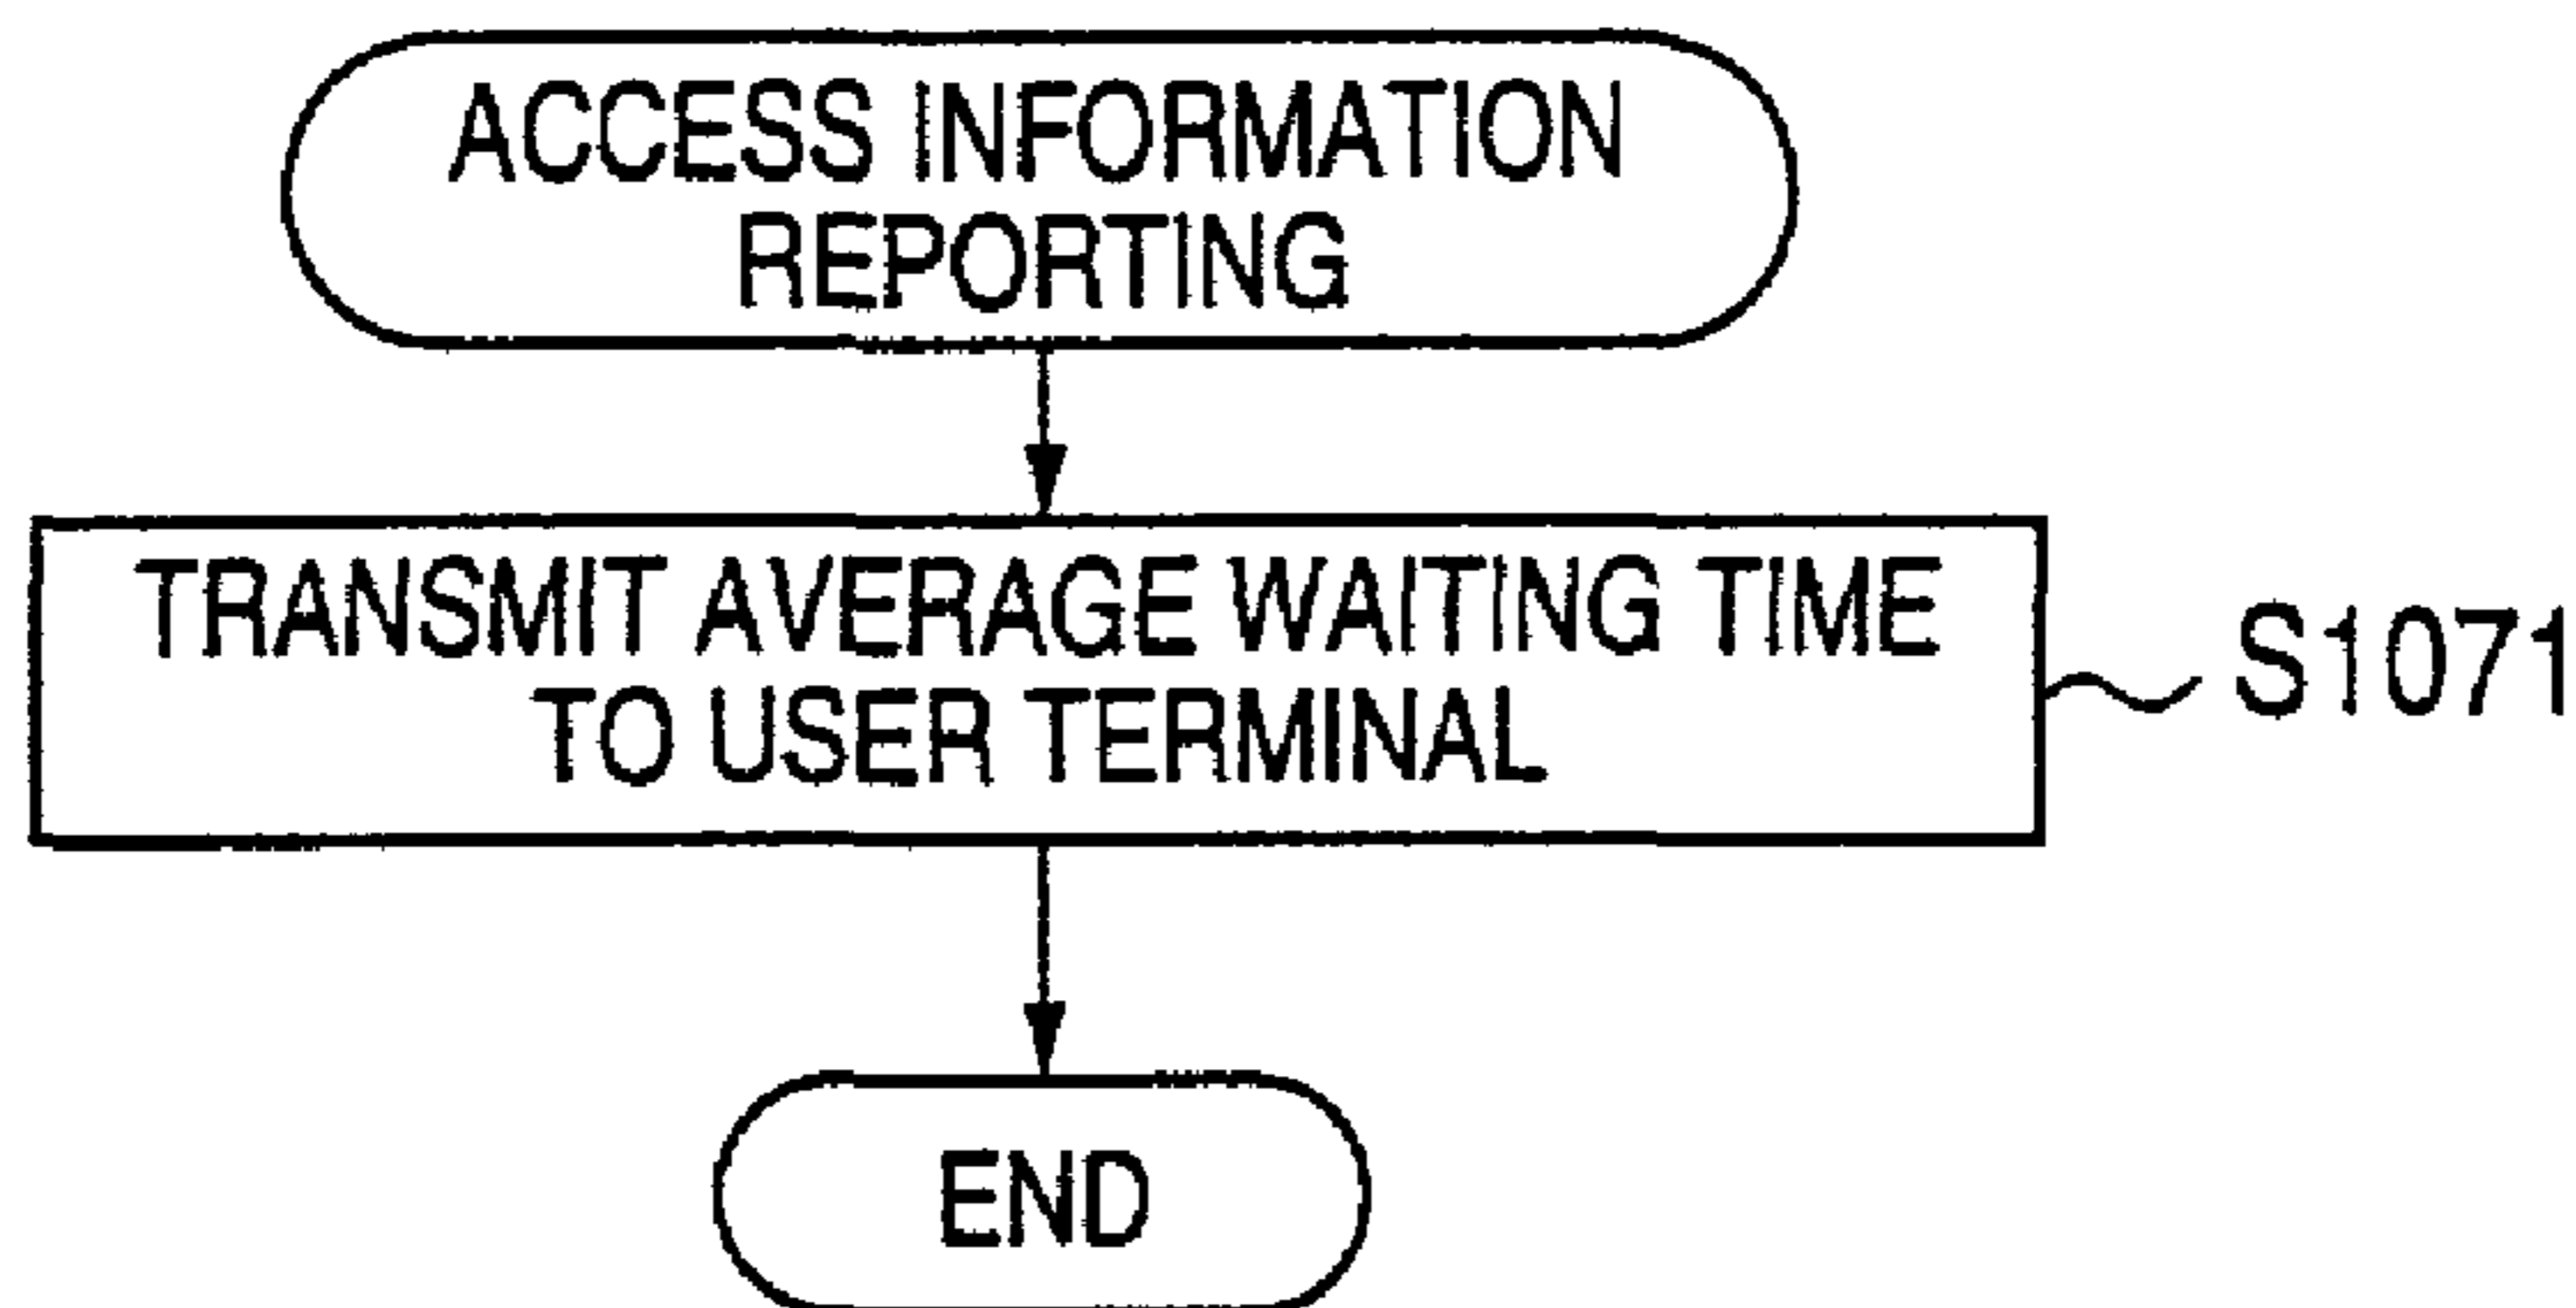 ACCESS INFORMATION
REPORTING
TRANSMIT AVERAGE WAITING TIME
TO USER TERMINAL
S1071
END